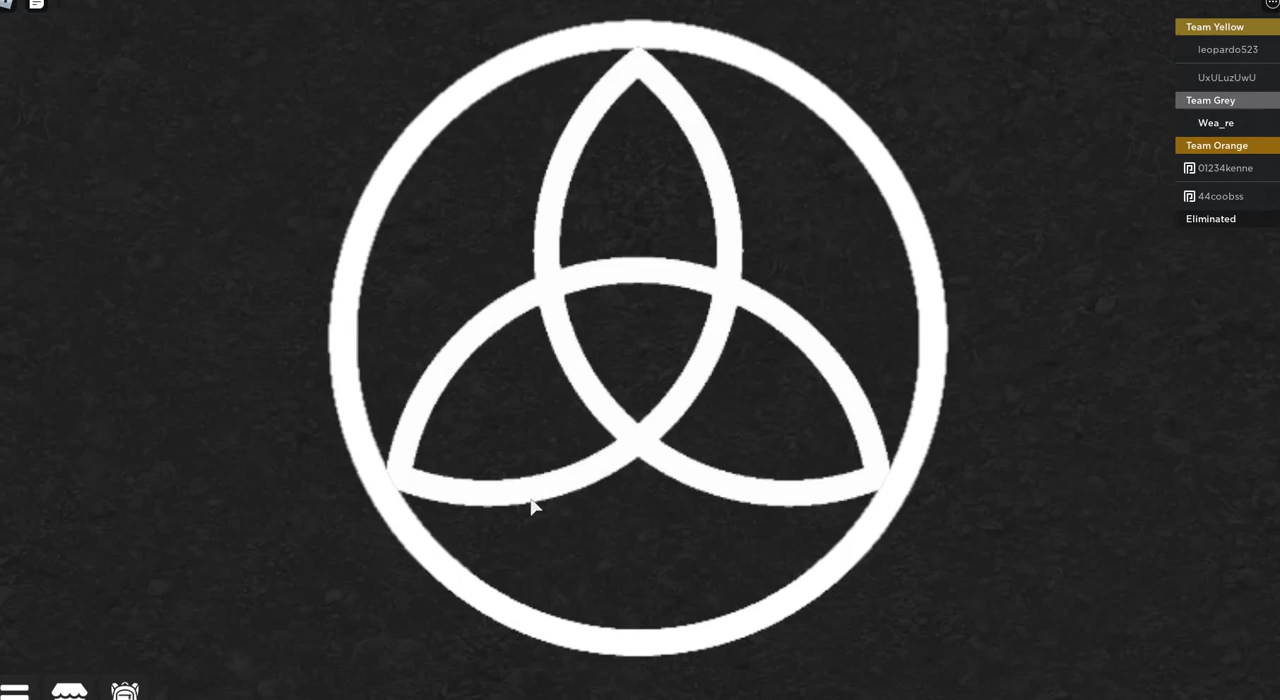 Team Yellow
leopardo523
UxULuzUwU
Team Grey
Wea_re
Team Orange
01234kenne
44coobss
Eliminated